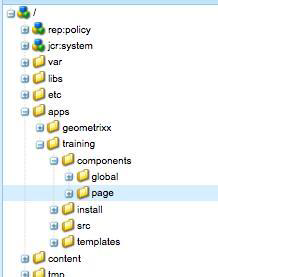 /
rep:policy
jcr:system
var
libs
etc
apps
geometrixx
training
components
global
page
install
src
templates
content
tmp